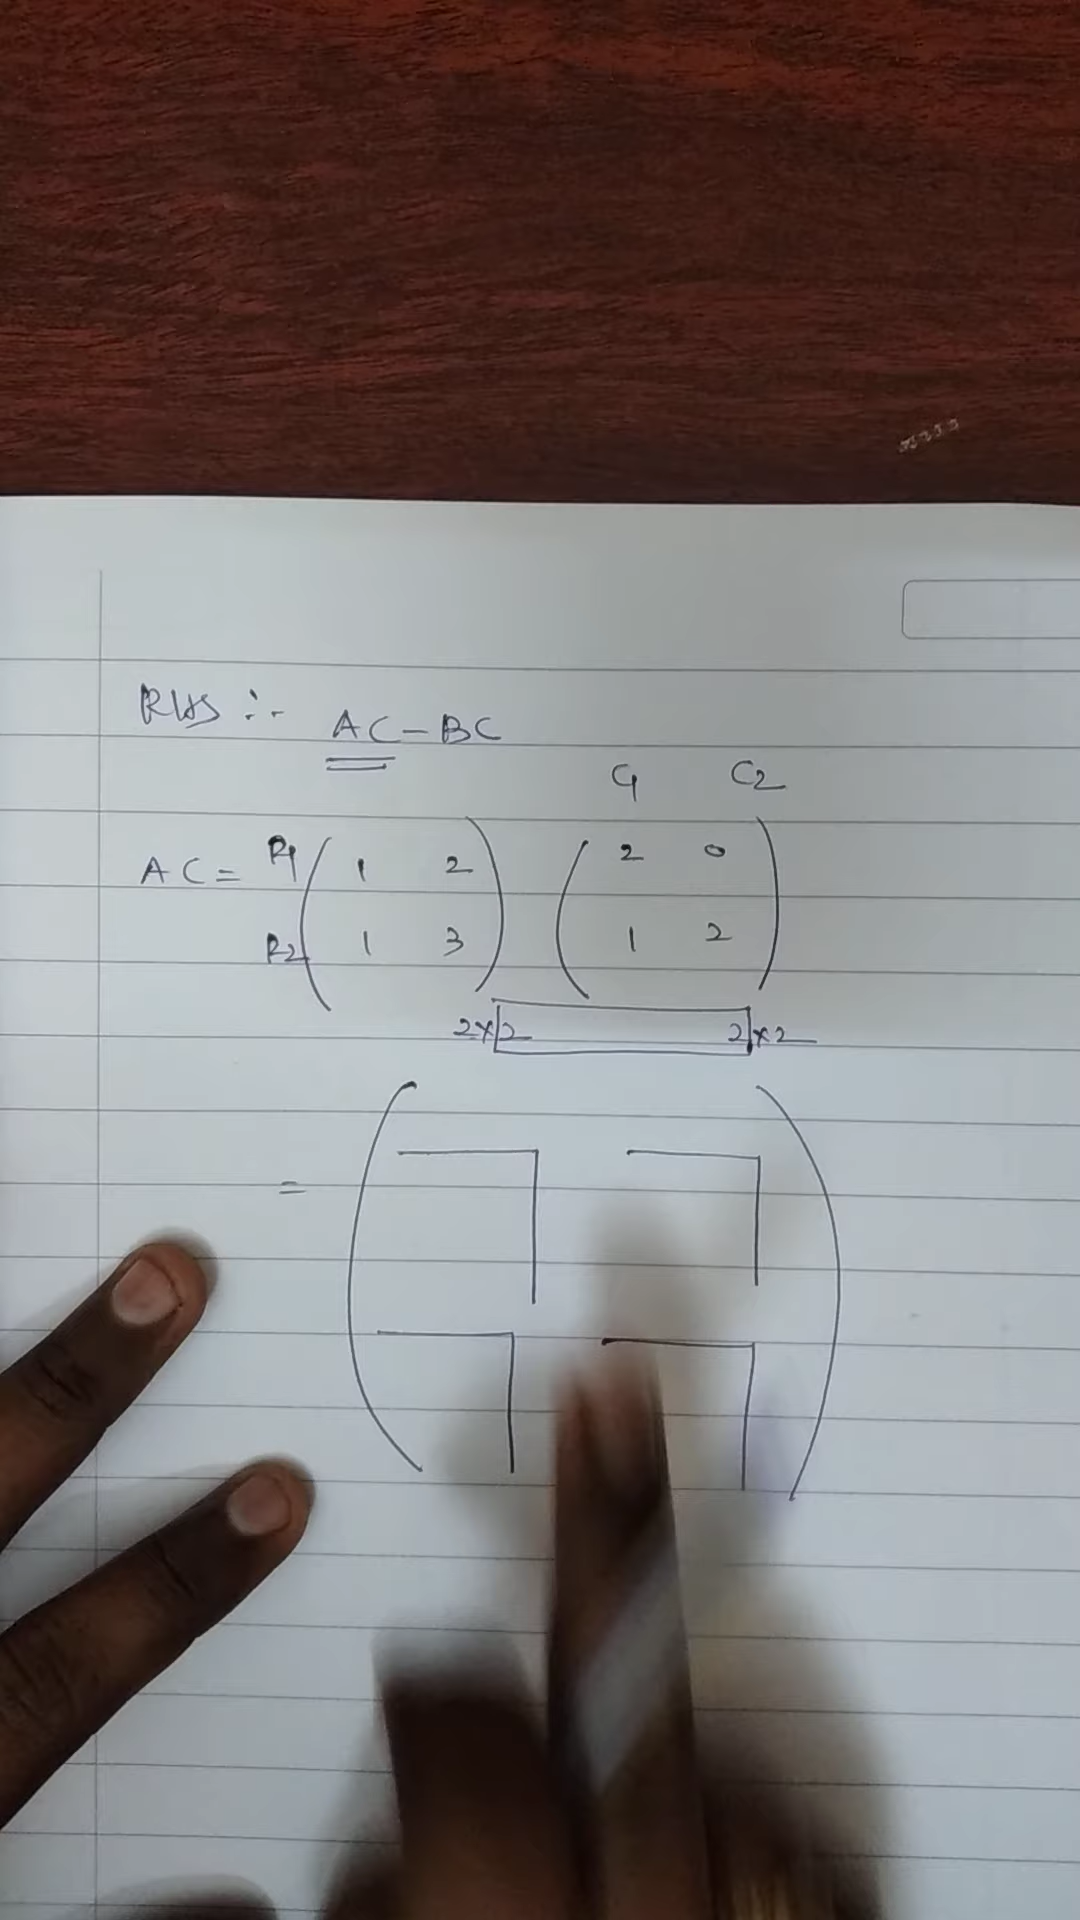 RHS :- AC - BC
C1 C2
AC = R1 ( 1 2 ) ( 2 0 )
R2 ( 1 3 ) ( 1 2 )
2×2 2×2
=